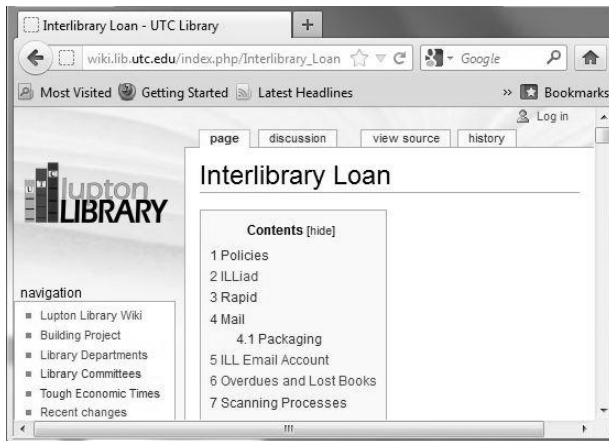 Interlibrary Loan - UTC Library
+
wiki.lib.utc.edu/index.php/Interlibrary_Loan
Google
Most Visited Getting Started Latest Headlines » Bookmarks
Log in
page discussion view source history
lupton
LIBRARY
Interlibrary Loan
Contents [hide]
1 Policies
2 ILLiad
3 Rapid
4 Mail
4.1 Packaging
5 ILL Email Account
6 Overdues and Lost Books
7 Scanning Processes
navigation
Lupton Library Wiki
Building Project
Library Departments
Library Committees
Tough Economic Times
Recent changes